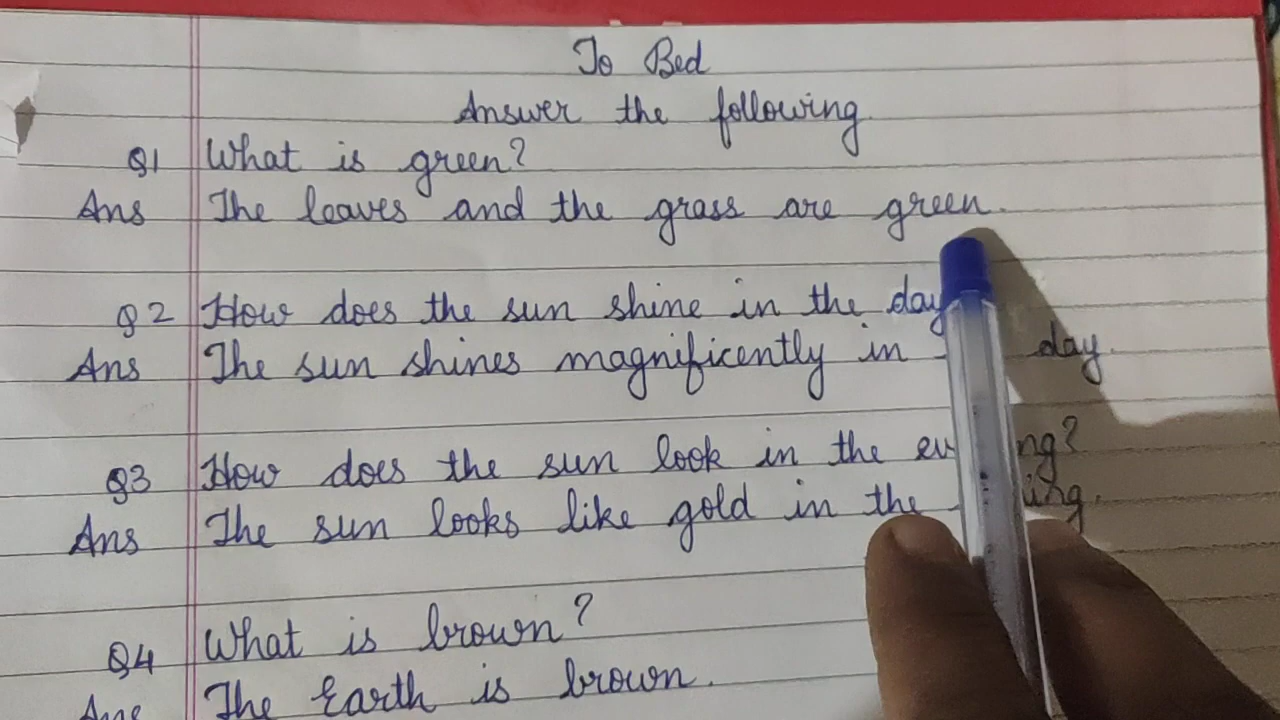 To Bed
Answer the following
Q1 What is green?
Ans The leaves and the grass are green.
Q2 How does the sun shine in the day
Ans The sun shines magnificently in day.
Q3 How does the sun look in the
Ans The sun looks like gold in the
Q4 What is brown?
Ans The Earth is brown.